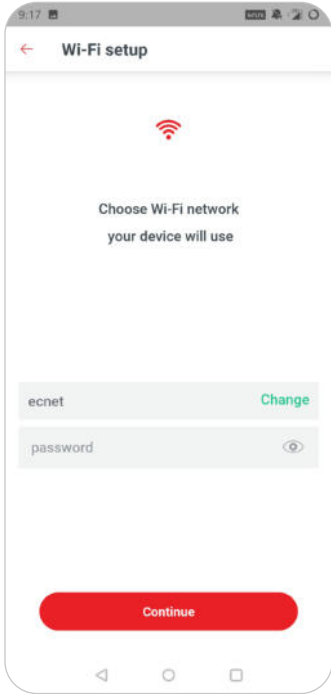 9:17
Wi-Fi setup
Choose Wi-Fi network
your device will use
ecnet Change
password
Continue